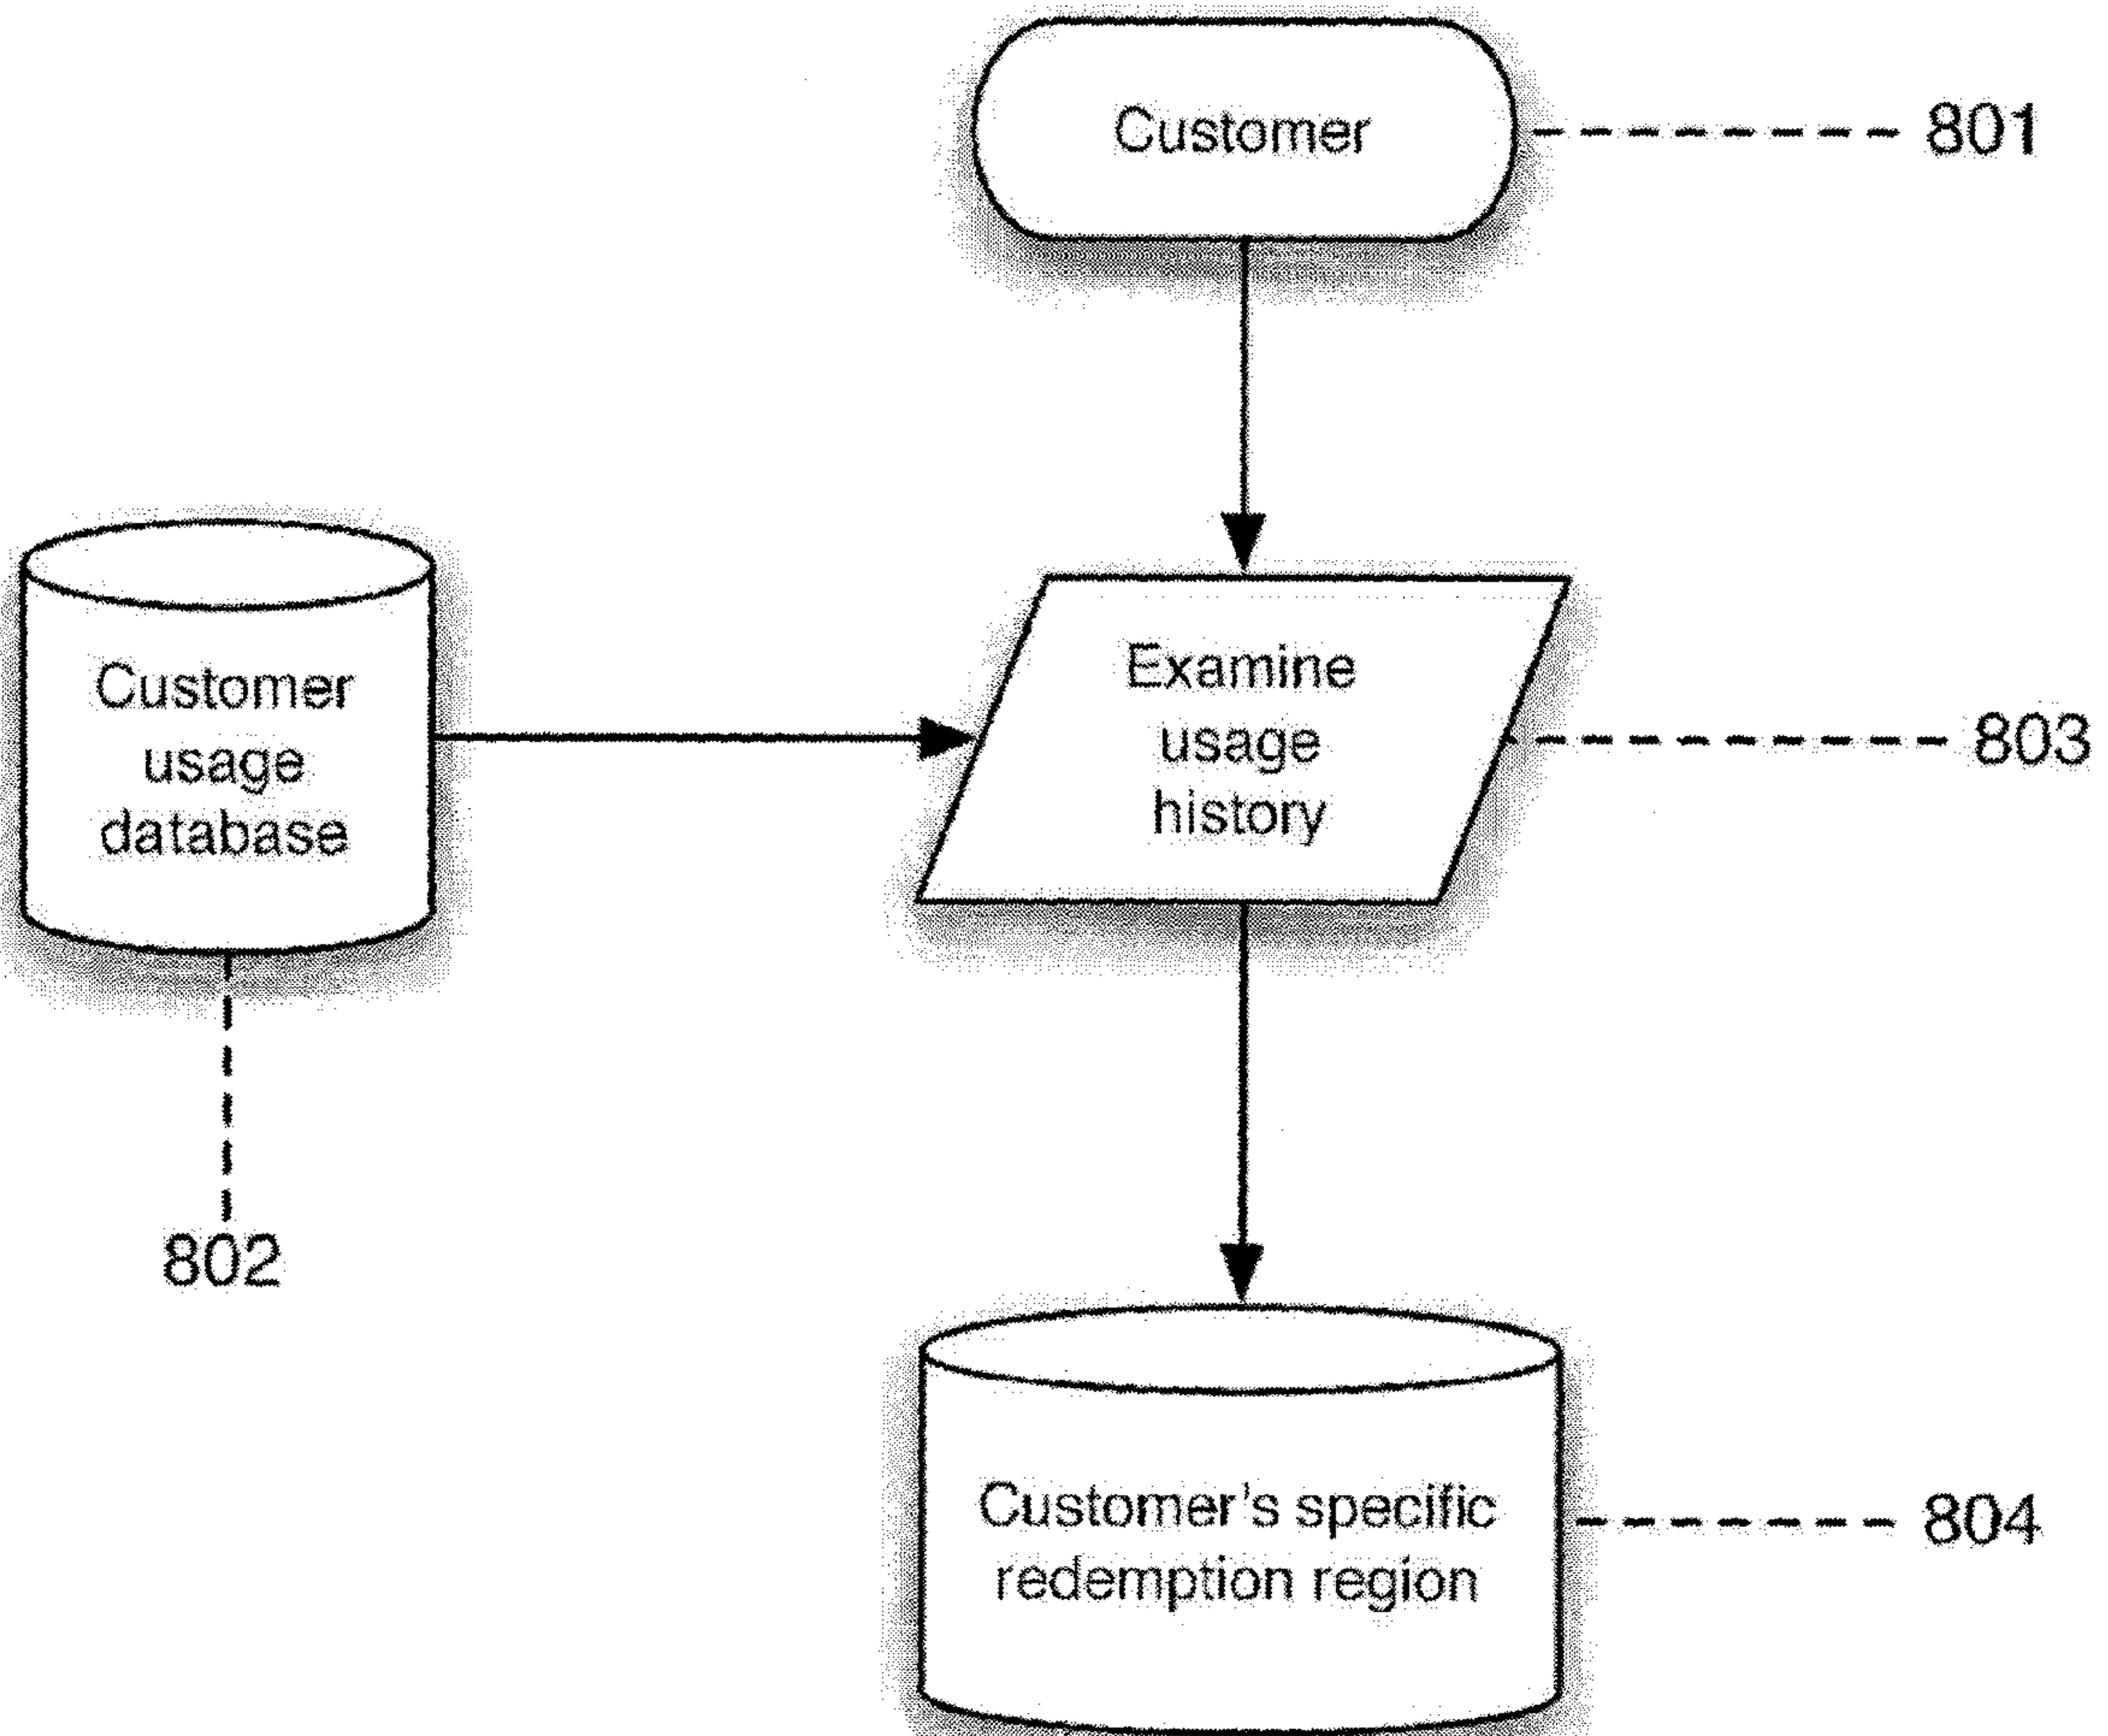 Customer
801
Customer
usage
database
Examine
usage
history
803
802
Customer's specific
redemption region
804